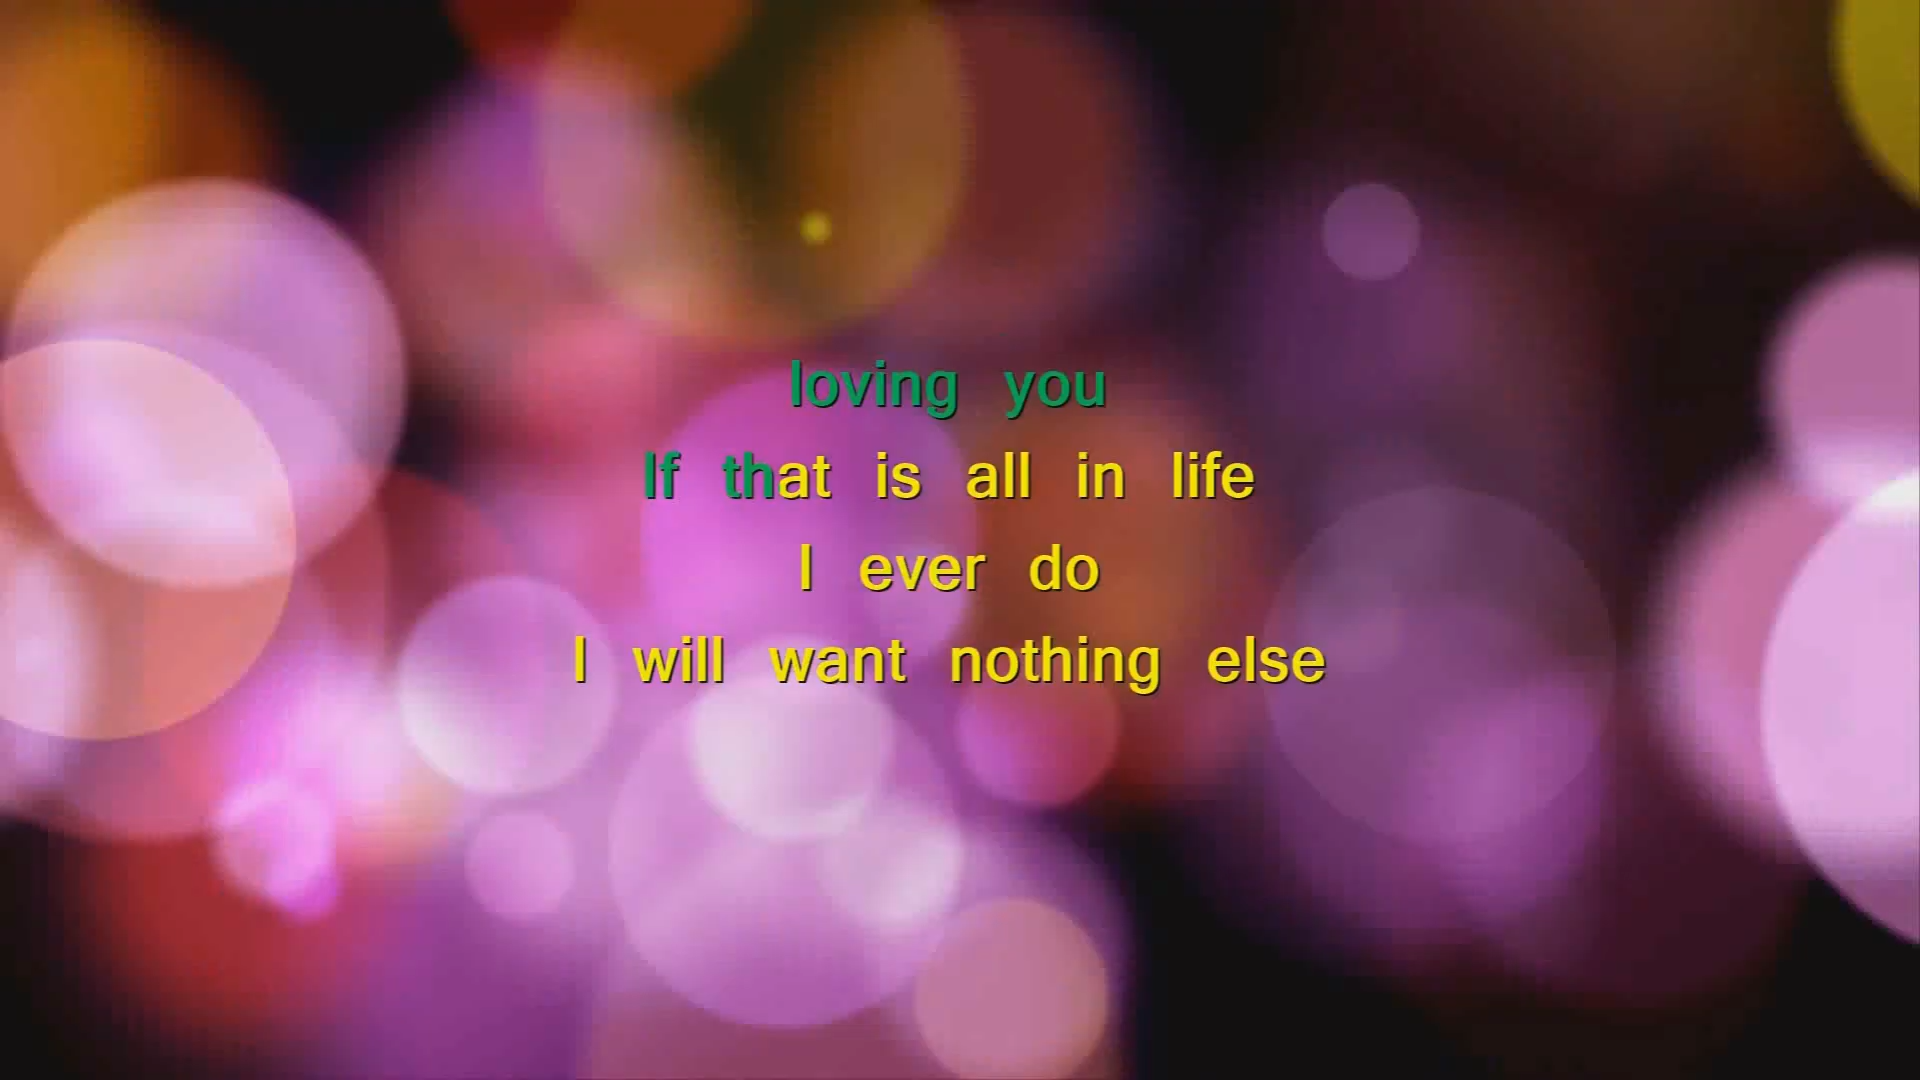 loving you
If that is all in life
I ever do
I will want nothing else